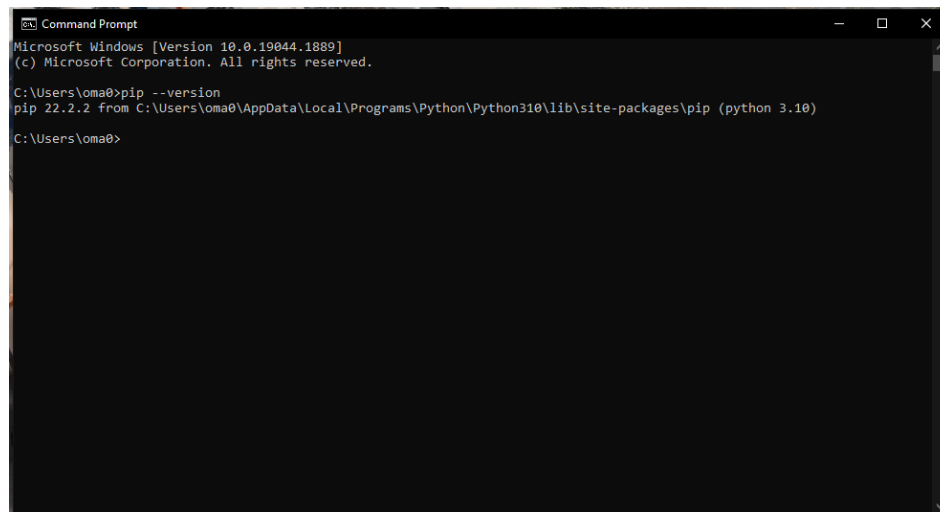 Command Prompt
Microsoft Windows [Version 10.0.19044.1889]
(c) Microsoft Corporation. All rights reserved.
C:\Users\oma0>pip --version
pip 22.2.2 from C:\Users\oma0\AppData\Local\Programs\Python\Python310\lib\site-packages\pip (python 3.10)
C:\Users\oma0>